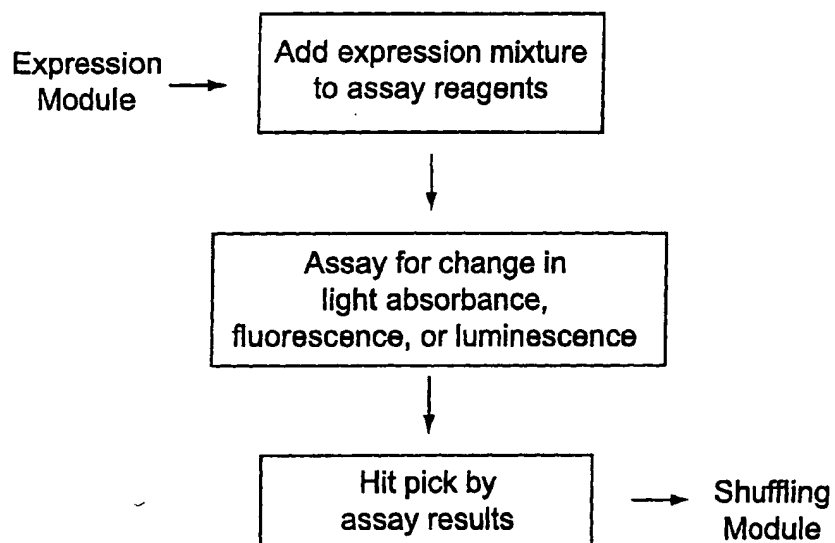 Expression
Module
Add expression mixture
to assay reagents
Assay for change in
light absorbance,
fluorescence, or luminescence
Hit pick by
assay results
Shuffling
Module